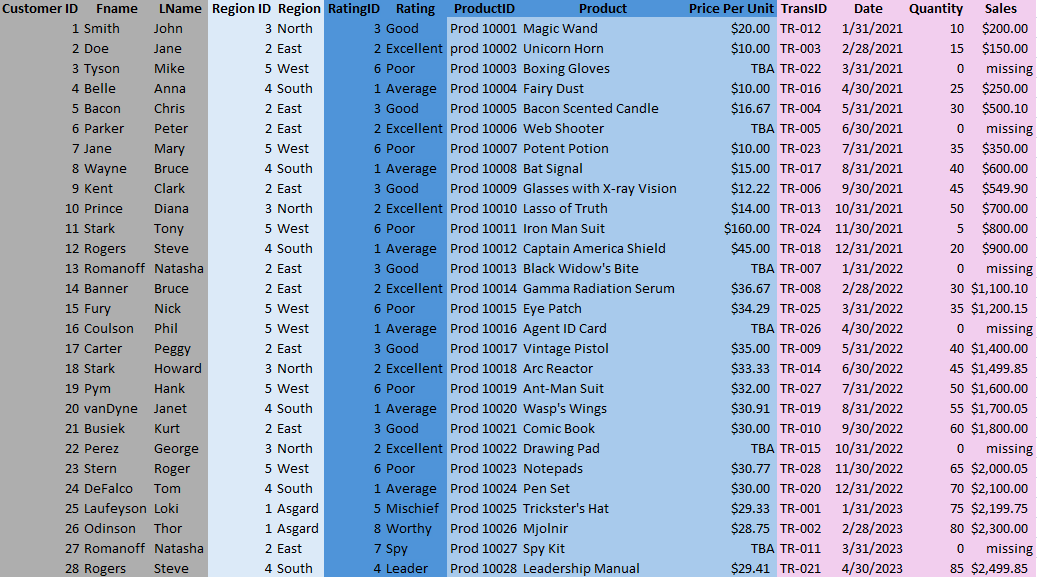 Customer ID Fname LName Region ID Region RatingID Rating ProductID Product Price Per Unit TransID Date Quantity Sales
1 Smith John 3 North 3 Good Prod 10001 Magic Wand $20.00 TR-012 1/31/2021 10 $200.00
2 Doe Jane 2 East 2 Excellent prod 10002 Unicorn Horn $10.00 TR-003 2/28/2021 15 $150.00
3 Tyson Mike 5 West 6 Poor Prod 10003 Boxing Gloves TBA TR-022 3/31/2021 0 missing
4 Belle Anna 4 South 1 Average Prod 10004 Fairy Dust $10.00 TR-016 4/30/2021 25 $250.00
5 Bacon Chris 2 East 3 Good Prod 10005 Bacon Scented Candle $16.67 TR-004 5/31/2021 30 $500.10
6 Parker Peter 2 East 2 Excellent Prod 10006 Web Shooter TBA TR-005 6/30/2021 0 missing
7 Jane Mary 5 West 6 Poor Prod 10007 Potent Potion $10.00 TR-023 7/31/2021 35 $350.00
8 Wayne Bruce 4 South 1 Average Prod 10008 Bat Signal $15.00 TR-017 8/31/2021 40 $600.00
9 Kent Clark 2 East 3 Good Prod 10009 Glasses with X-ray Vision $12.22 TR-006 9/30/2021 45 $549.90
10 Prince Diana 3 North 2 Excellent Prod 10010 Lasso of Truth $14.00 TR-013 10/31/2021 50 $700.00
11 Stark Tony 5 West 6 Poor Prod 10011 Iron Man Suit $160.00 TR-024 11/30/2021 5 $800.00
12 Rogers Steve 4 South 1 Average Prod 10012 Captain America Shield $45.00 TR-018 12/31/2021 20 $900.00
13 Romanoff Natasha 2 East 3 Good Prod 10013 Black Widow's Bite TBA TR-007 1/31/2022 0 missing
14 Banner Bruce 2 East 2 Excellent Prod 10014 Gamma Radiation Serum $36.67 TR-008 2/28/2022 30 $1,100.10
15 Fury Nick 5 West 6 Poor Prod 10015 Eye Patch $34.29 TR-025 3/31/2022 35 $1,200.15
16 Coulson Phil 5 West 1 Average Prod 10016 Agent ID Card TBA TR-026 4/30/2022 0 missing
17 Carter Peggy 2 East 3 Good Prod 10017 Vintage Pistol $35.00 TR-009 5/31/2022 40 $1,400.00
18 Stark Howard 3 North 2 Excellent Prod 10018 Arc Reactor $33.33 TR-014 6/30/2022 45 $1,499.85
19 Pym Hank 5 West 6 Poor Prod 10019 Ant-Man Suit $32.00 TR-027 7/31/2022 50 $1,600.00
20 vanDyne Janet 4 South 1 Average Prod 10020 Wasp's Wings $30.91 TR-019 8/31/2022 55 $1,700.05
21 Busiek Kurt 2 East 3 Good Prod 10021 Comic Book $30.00 TR-010 9/30/2022 60 $1,800.00
22 Perez George 3 North 2 Excellent Prod 10022 Drawing Pad TBA TR-015 10/31/2022 0 missing
23 Stern Roger 5 West 6 Poor Prod 10023 Notepads $30.77 TR-028 11/30/2022 65 $2,000.05
24 DeFalco Tom 4 South 1 Average Prod 10024 Pen Set $30.00 TR-020 12/31/2022 70 $2,100.00
25 Laufeyson Loki 1 Asgard 5 Mischief Prod 10025 Trickster's Hat $29.33 TR-001 1/31/2023 75 $2,199.75
26 Odinson Thor 1 Asgard 8 Worthy Prod 10026 Mjolnir $28.75 TR-002 2/28/2023 80 $2,300.00
27 Romanoff Natasha 2 East 7 Spy Prod 10027 Spy Kit TBA TR-011 3/31/2023 0 missing
28 Rogers Steve 4 South 4 Leader Prod 10028 Leadership Manual $29.41 TR-021 4/30/2023 85 $2,499.85